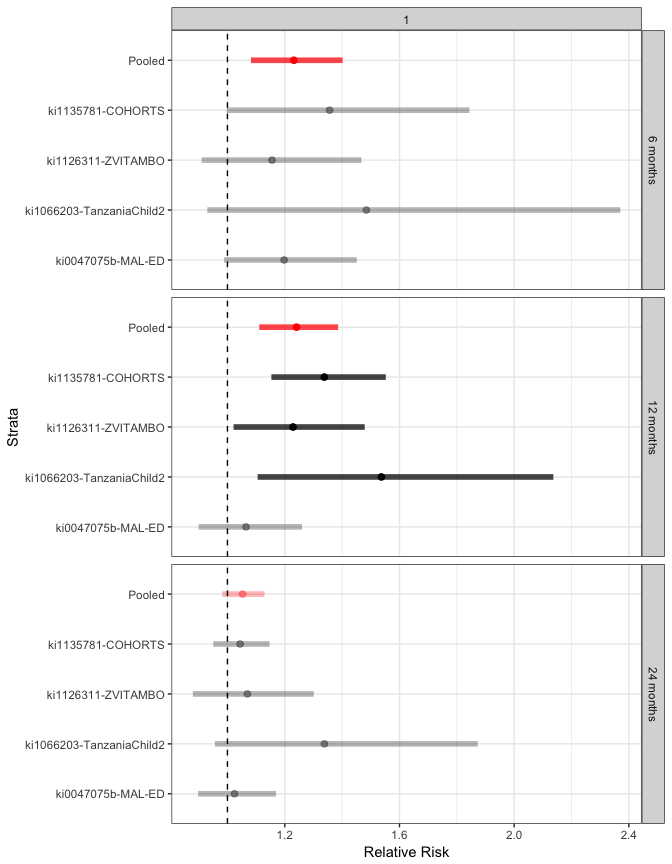 1
Pooled
ki1135781-COHORTS
ki1126311-ZVITAMBO
ki1066203-TanzaniaChild2
ki0047075b-MAL-ED
6 months
Pooled
ki1135781-COHORTS
ki1126311-ZVITAMBO
ki1066203-TanzaniaChild2
ki0047075b-MAL-ED
12 months
Pooled
ki1135781-COHORTS
ki1126311-ZVITAMBO
ki1066203-TanzaniaChild2
ki0047075b-MAL-ED
24 months
Strata
1.2 1.6 2.0 2.4
Relative Risk